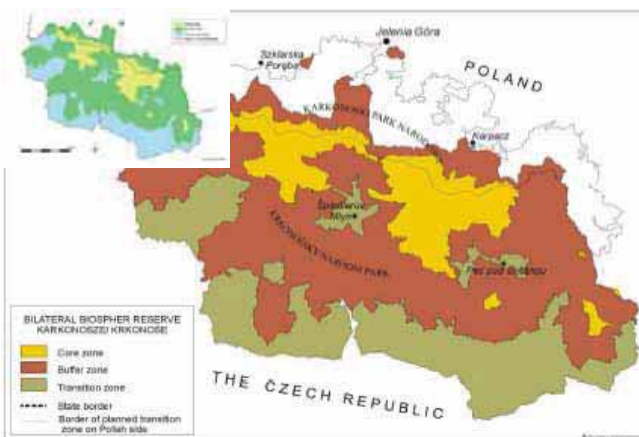 Jelenia Góra
Szklarska
Poręba
POLAND
KARKONOSKI PARK NARODOWY
Karpacz
Špindlerův
Mlýn
KRKONOŠSKÝ NÁRODNÍ PARK
Pec pod Sněžkou
BILATERAL BIOSPHER RESERVE
KARKONOSZE/ KRKONOSE
Core zone
Buffer zone
Transition zone
State border
Border of planned transition
zone on Polish side
THE ČZECH REPUBLIC